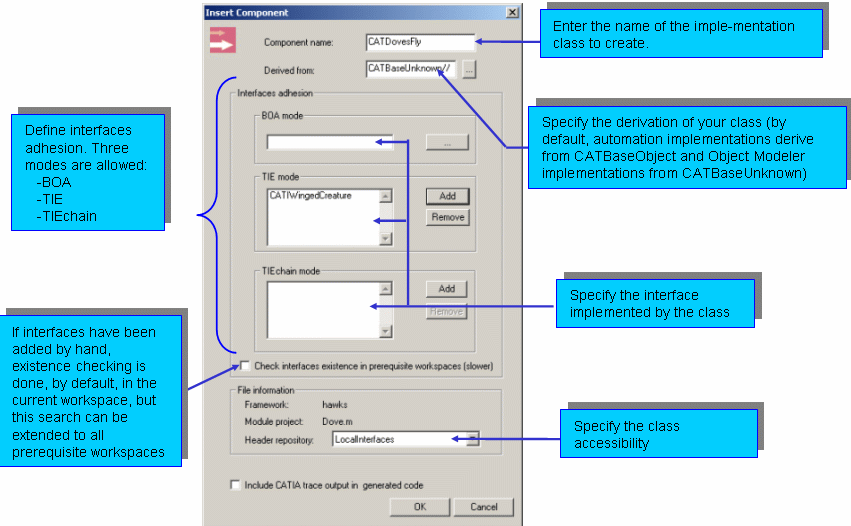 Insert Component
Component name:
CATDovesFly
Derived from:
CATBaseUnknown//
...
Interfaces adhesion
BOA mode
...
TIE mode
CATIWingedCreature
Add
Remove
TIEchain mode
Add
Remove
Check interfaces existence in prerequisite workspaces (slower)
File information
Framework: hawks
Module project: Dove.m
Header repository: LocalInterfaces
Include CATIA trace output in generated code
OK
Cancel
Enter the name of the imple-mentation
class to create.
Specify the derivation of your class (by
default, automation implementations derive
from CATBaseObject and Object Modeler
implementations from CATBaseUnknown)
Define interfaces
adhesion. Three
modes are allowed:
-BOA
-TIE
-TIEchain
Specify the interface
implemented by the class
If interfaces have been
added by hand,
existence checking is
done, by default, in the
current workspace, but
this search can be
extended to all
prerequisite workspaces
Specify the class
accessibility